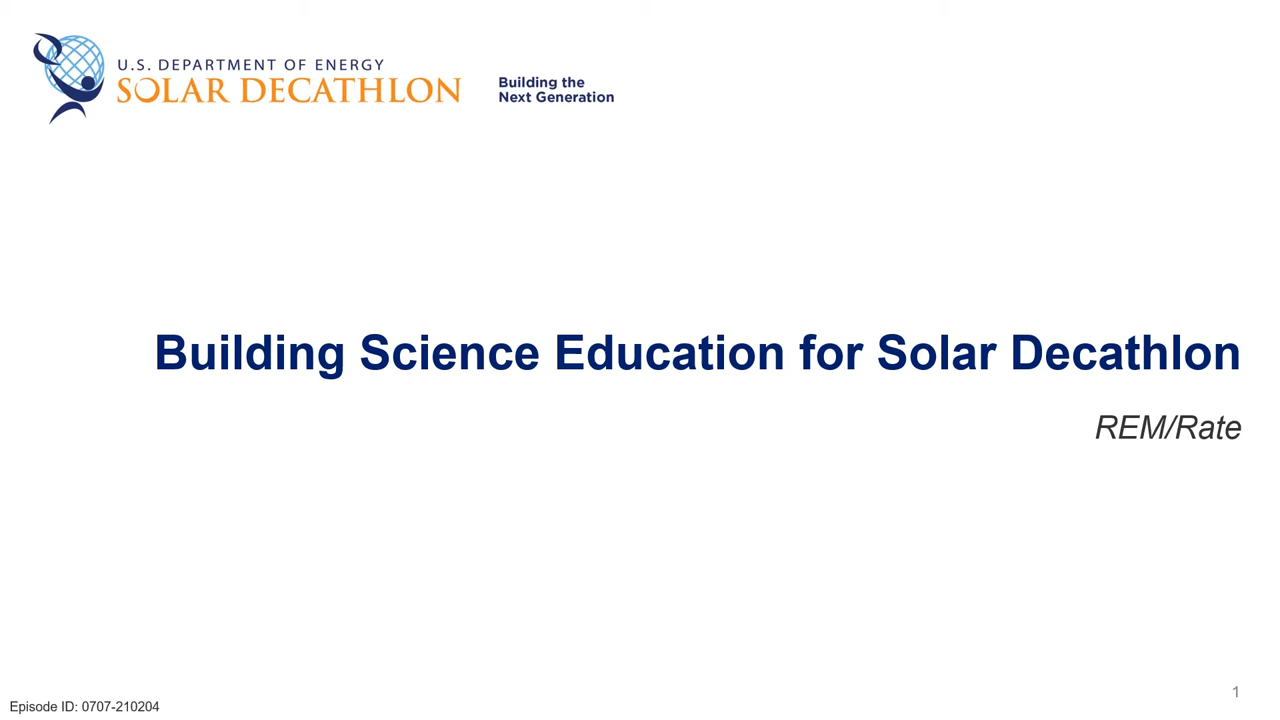 U.S. DEPARTMENT OF ENERGY
SOLAR DECATHLON
Building the
Next Generation
Building Science Education for Solar Decathlon
REM/Rate
1
Episode ID: 0707-210204